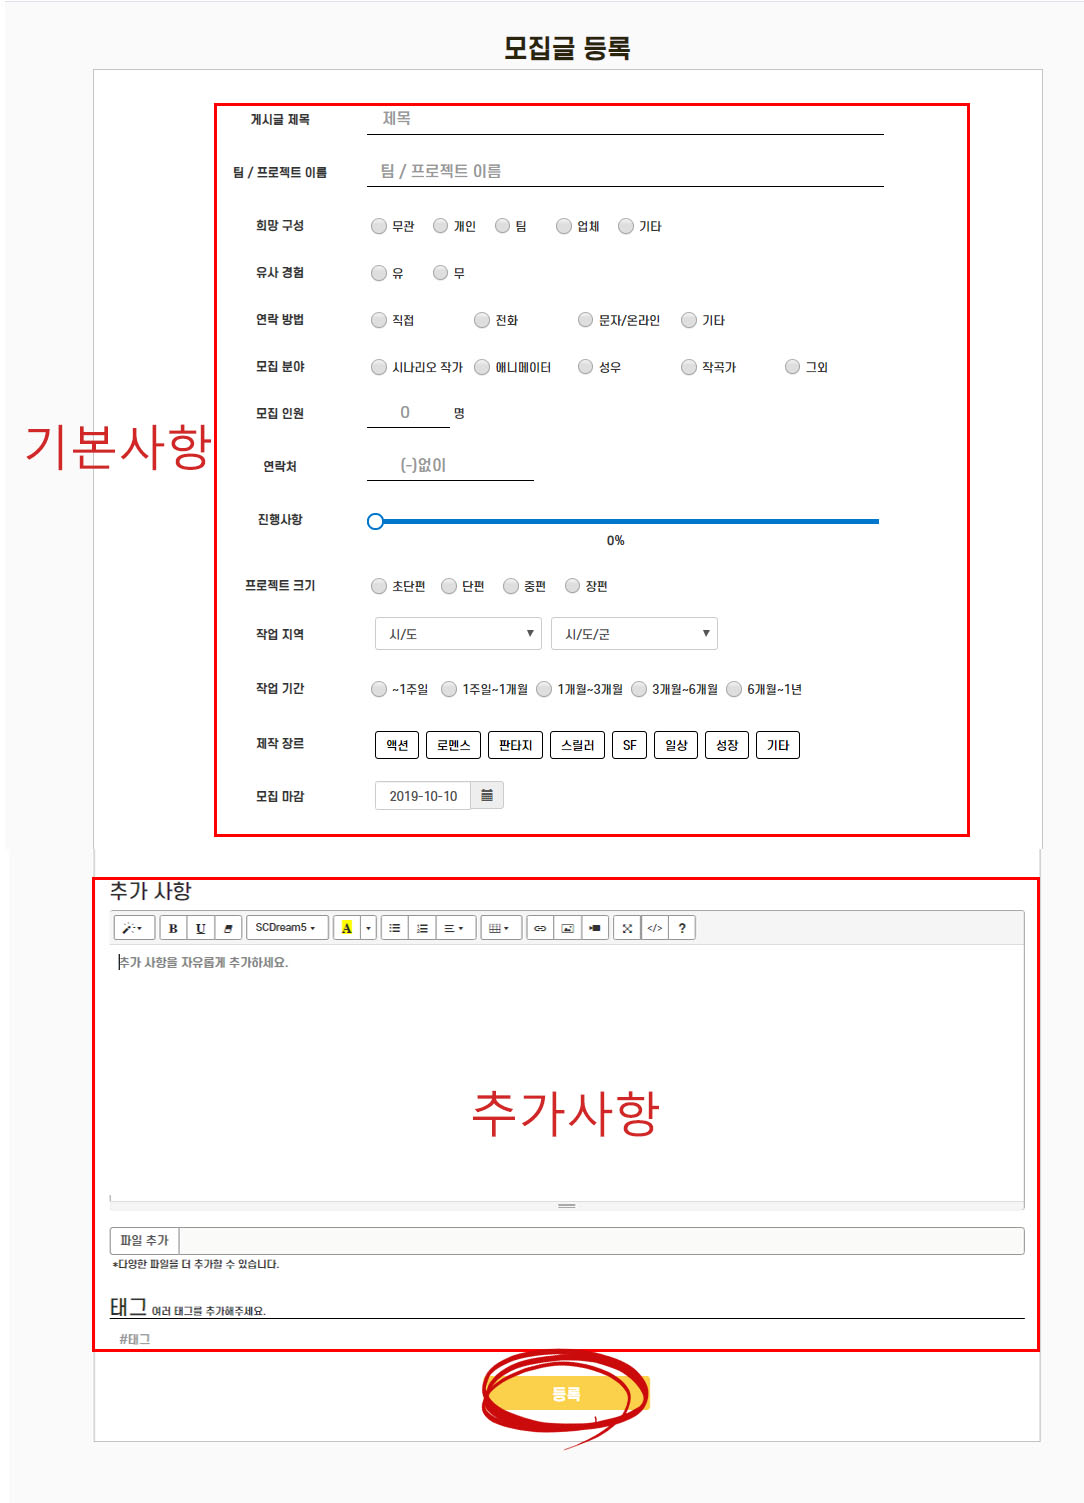 모집글 등록
게시글 제목 제목
팀 / 프로젝트 이름 팀 / 프로젝트 이름
희망 구성 무관 개인 팀 업체 기타
유사 경험 유 무
연락 방법 직접 전화 문자/온라인 기타
모집 분야 시나리오 작가 애니메이터 성우 작곡가 그외
모집 인원 0 명
기본사항
연락처 (-)없이
진행사항
0%
프로젝트 크기 초단편 단편 중편 장편
작업 지역 시/도 시/도/군
작업 기간 ~1주일 1주일~1개월 1개월~3개월 3개월~6개월 6개월~1년
제작 장르 액션 로멘스 판타지 스릴러 SF 일상 성장 기타
모집 마감 2019-10-10
추가 사항
B U SCDream5 A </> ?
추가 사항을 자유롭게 추가하세요.
추가사항
파일 추가
*다양한 파일을 더 추가할 수 있습니다.
태그 여러 태그를 추가해주세요.
#태그
등록